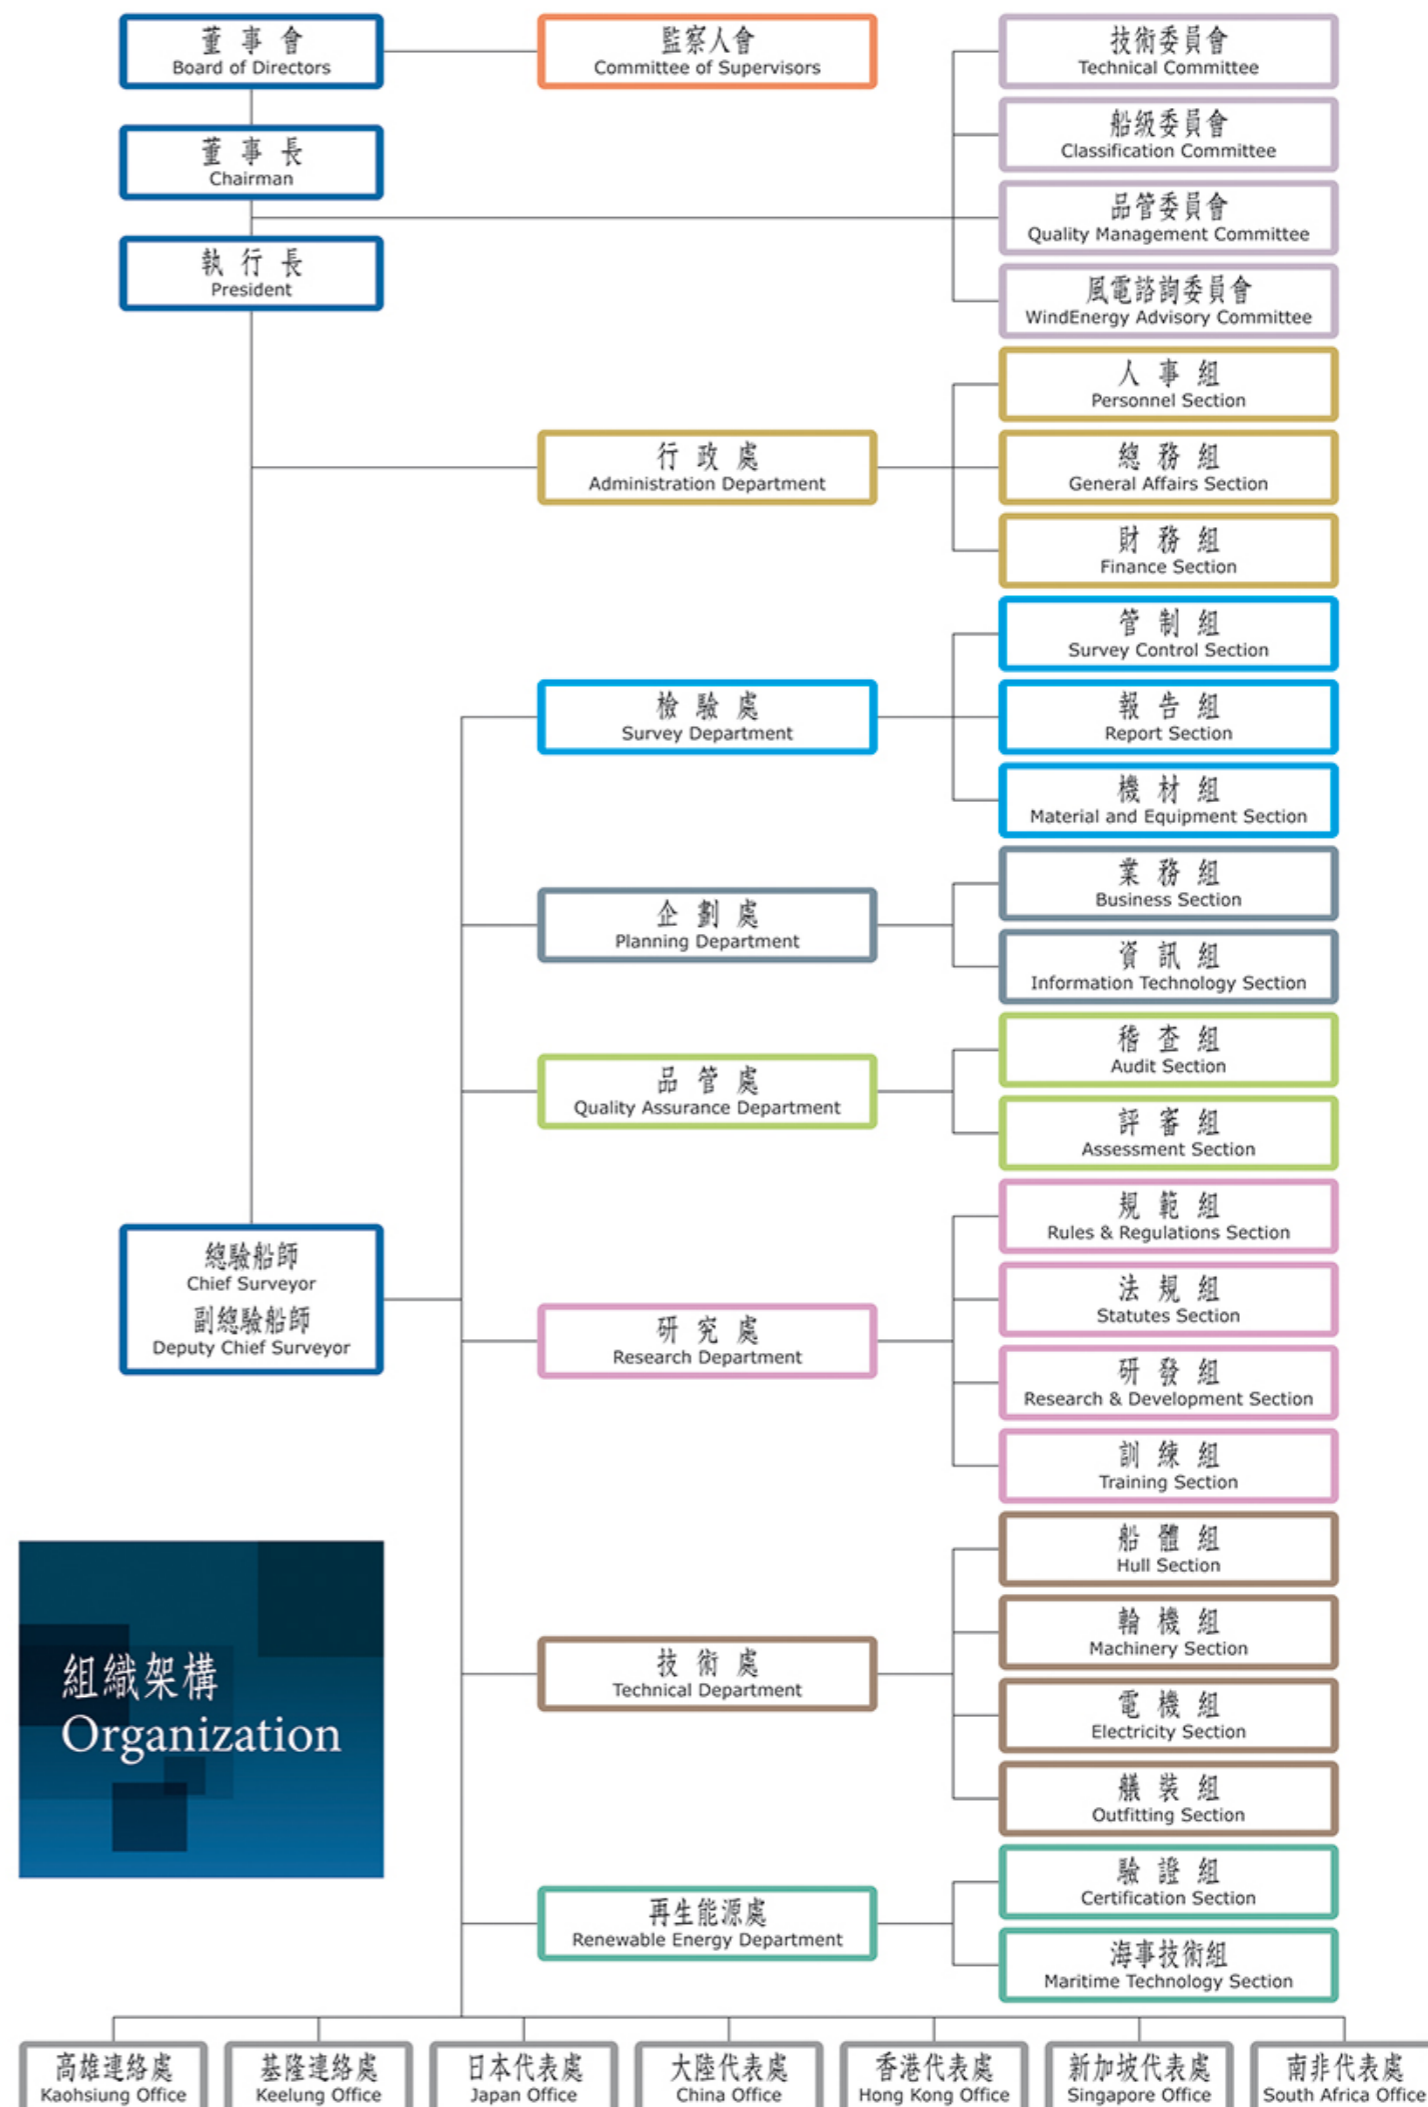 董事會
Board of Directors
監察人會
Committee of Supervisors
董事長
Chairman
執行長
President
技術委員會
Technical Committee
船級委員會
Classification Committee
品管委員會
Quality Management Committee
風電諮詢委員會
WindEnergy Advisory Committee
行政處
Administration Department
人事組
Personnel Section
總務組
General Affairs Section
財務組
Finance Section
總驗船師
Chief Surveyor
副總驗船師
Deputy Chief Surveyor
檢驗處
Survey Department
管制組
Survey Control Section
報告組
Report Section
機材組
Material and Equipment Section
企劃處
Planning Department
業務組
Business Section
資訊組
Information Technology Section
品管處
Quality Assurance Department
稽查組
Audit Section
評審組
Assessment Section
研究處
Research Department
規範組
Rules & Regulations Section
法規組
Statutes Section
研發組
Research & Development Section
訓練組
Training Section
技術處
Technical Department
船體組
Hull Section
輪機組
Machinery Section
電機組
Electricity Section
艤裝組
Outfitting Section
再生能源處
Renewable Energy Department
驗證組
Certification Section
海事技術組
Maritime Technology Section
組織架構
Organization
高雄連絡處
Kaohsiung Office
基隆連絡處
Keelung Office
日本代表處
Japan Office
大陸代表處
China Office
香港代表處
Hong Kong Office
新加坡代表處
Singapore Office
南非代表處
South Africa Office